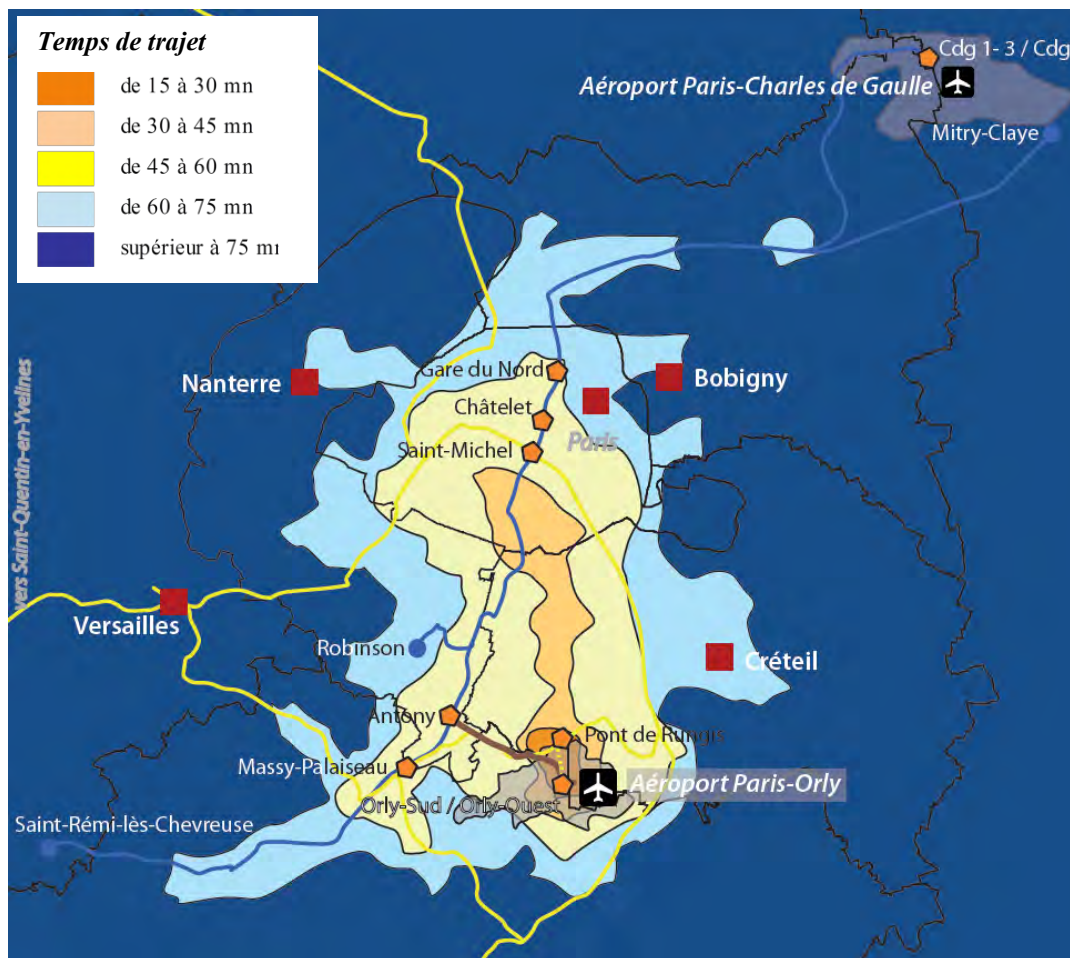 Temps de trajet
de 15 à 30 mn
de 30 à 45 mn
de 45 à 60 mn
de 60 à 75 mn
supérieur à 75 m
Cdg 1- 3 / Cdg
Aéroport Paris-Charles de Gaulle
Mitry-Claye
vers Saint-Quentin-en-Yvelines
Nanterre
Gare du Nord
Bobigny
Châtelet
Paris
Saint-Michel
Versailles
Robinson
Créteil
Antony
Pont de Rungis
Massy-Palaiseau
Aéroport Paris-Orly
Orly-Sud / Orly-Ouest
Saint-Rémi-lès-Chevreuse